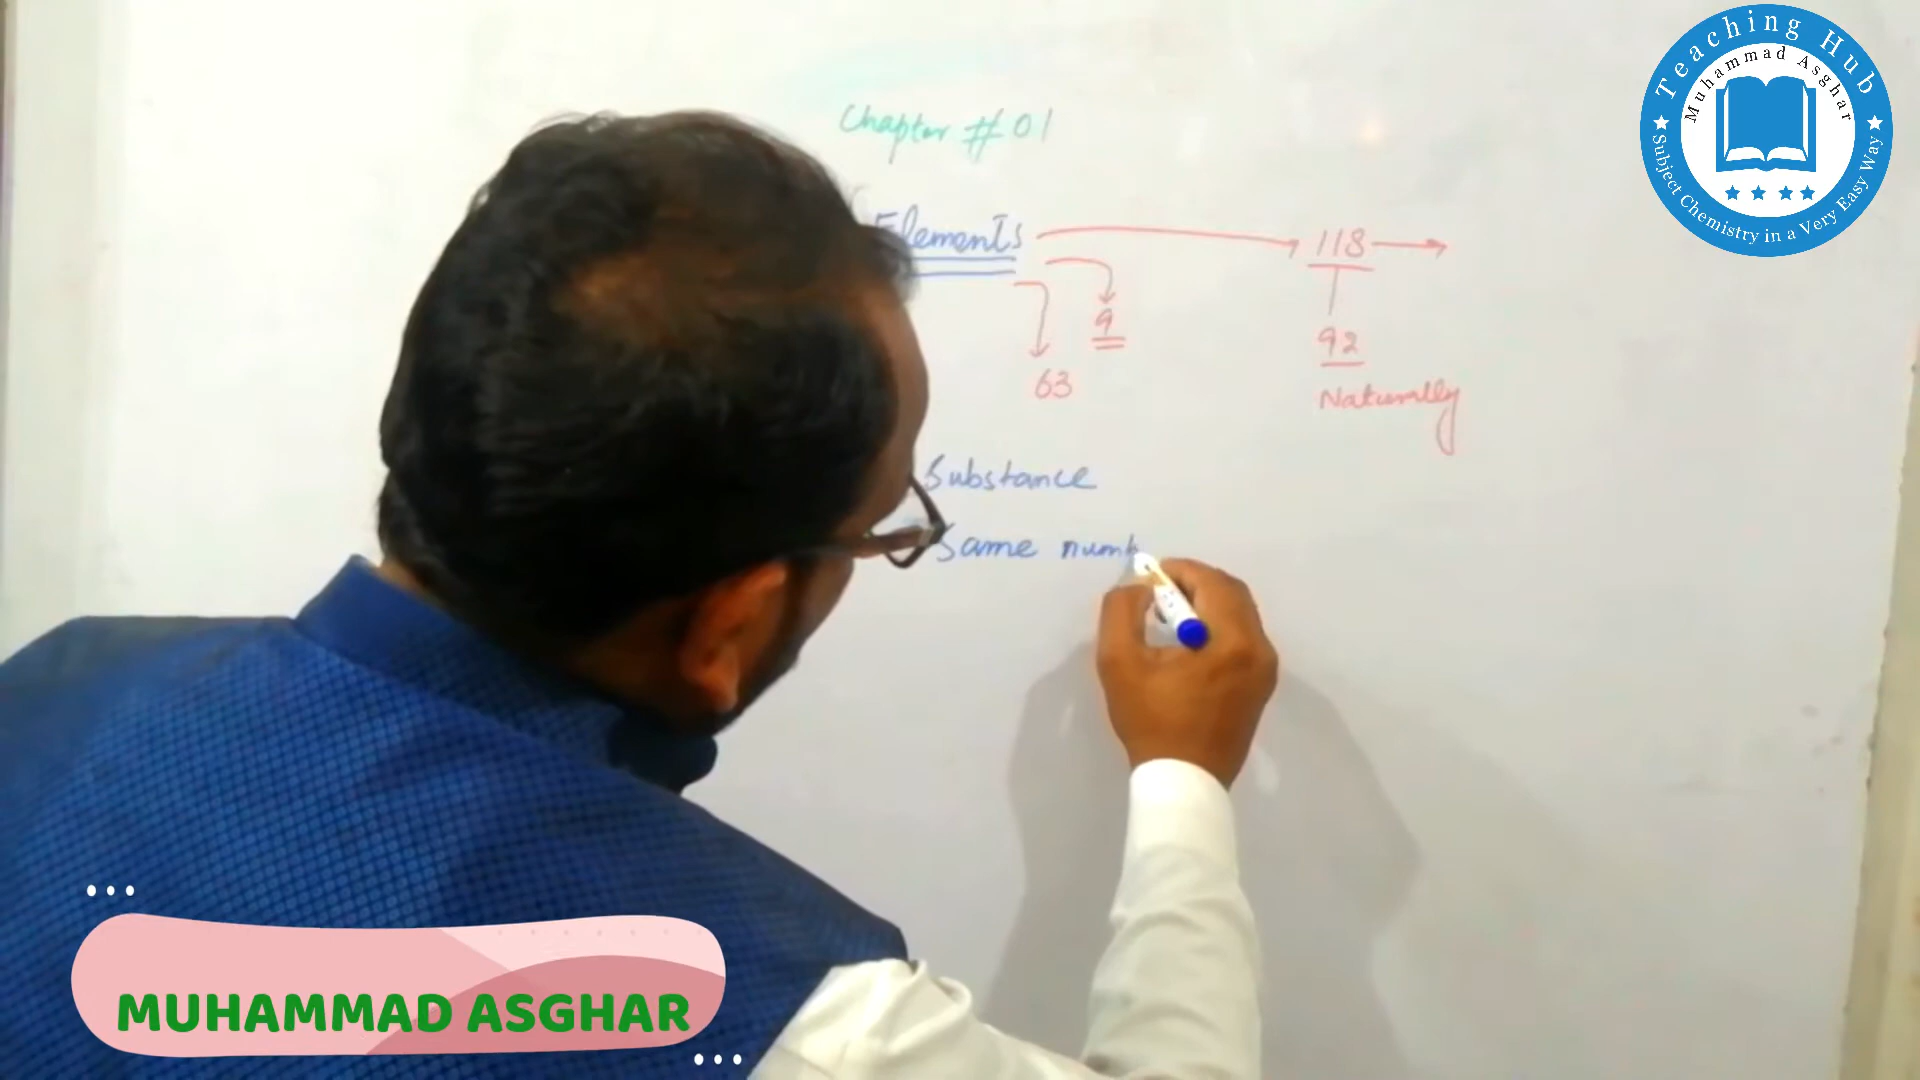 Teaching Hub
Muhammad Asghar
Subject Chemistry in a Very Easy Way
Chapter # 01
Elements 118
9
92
63
Naturally
Substance
Same numb
MUHAMMAD ASGHAR